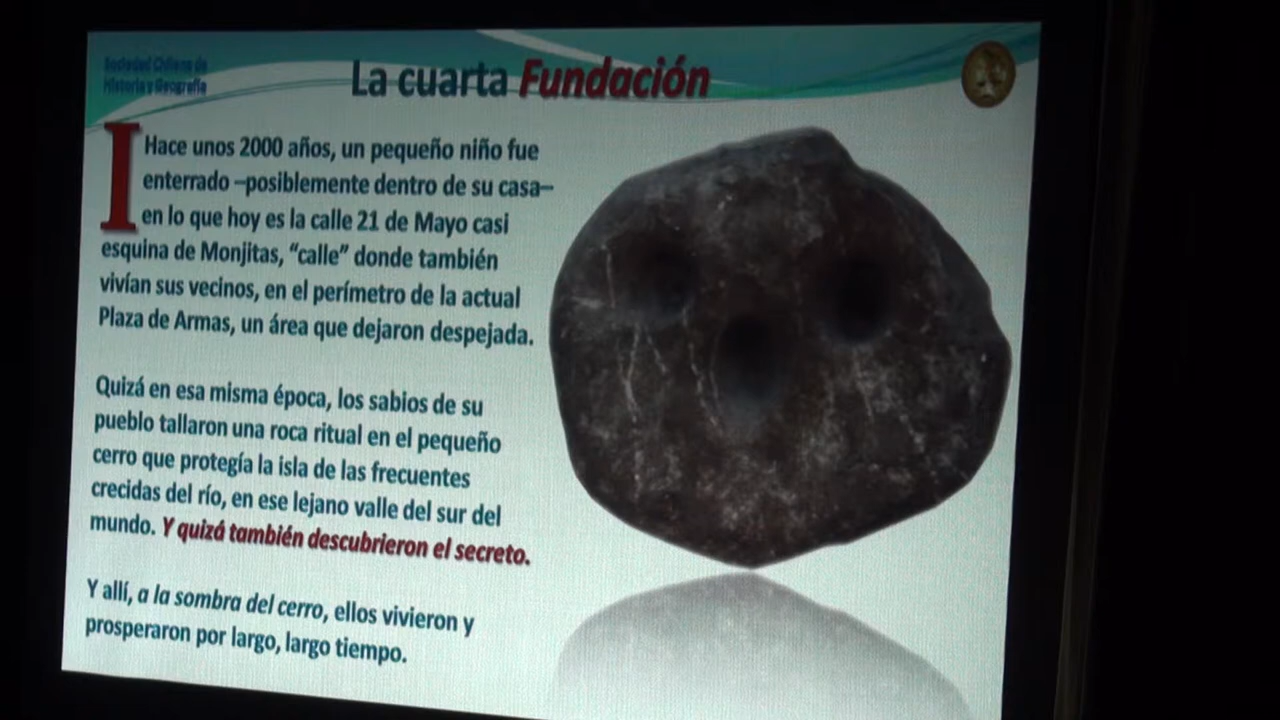 Sociedad Chilena de
Historia y Geografía
La cuarta Fundación
I
Hace unos 2000 años, un pequeño niño fue
enterrado –posiblemente dentro de su casa–
en lo que hoy es la calle 21 de Mayo casi
esquina de Monjitas, “calle” donde también
vivían sus vecinos, en el perímetro de la actual
Plaza de Armas, un área que dejaron despejada.
Quizá en esa misma época, los sabios de su
pueblo tallaron una roca ritual en el pequeño
cerro que protegía la isla de las frecuentes
crecidas del río, en ese lejano valle del sur del
mundo. Y quizá también descubrieron el secreto.
Y allí, a la sombra del cerro, ellos vivieron y
prosperaron por largo, largo tiempo.